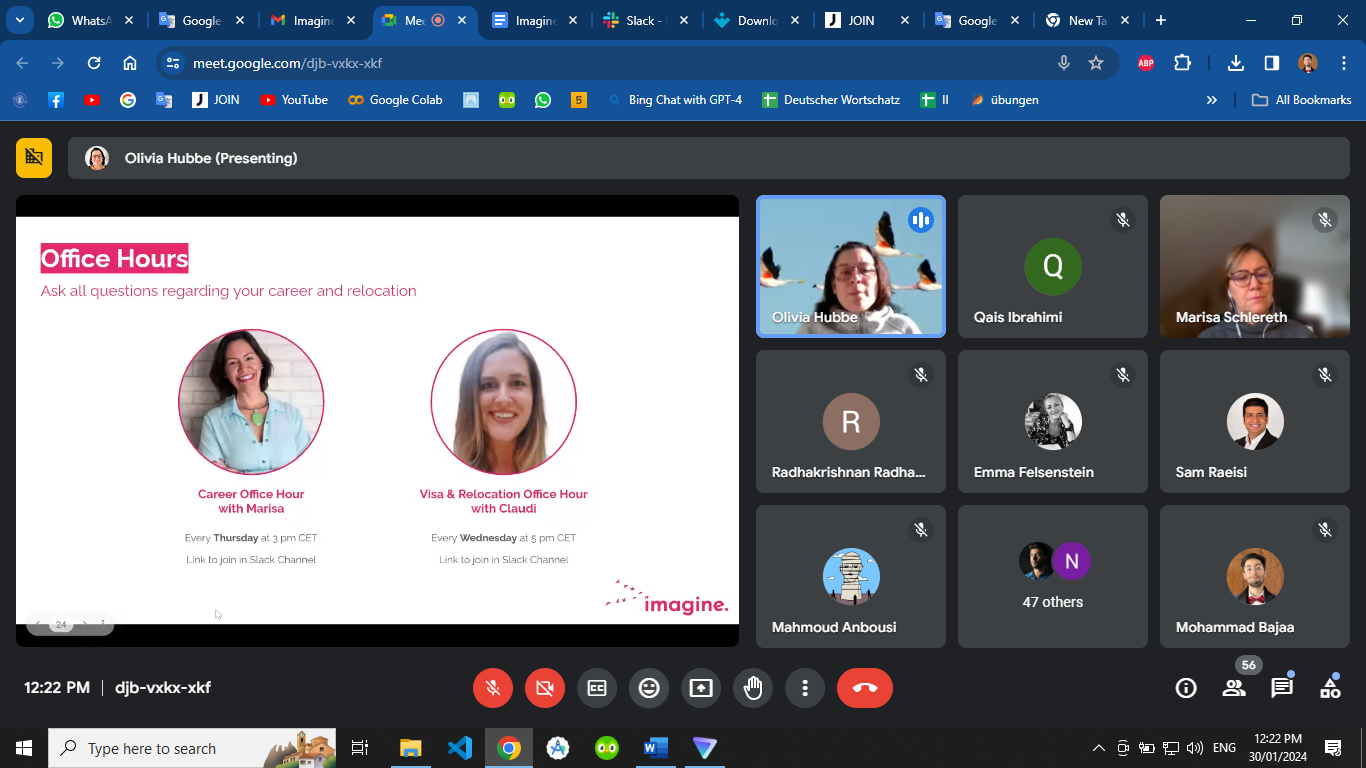 WhatsA
Google
Imagine
Mee
Imagine
Slack -
Downlo
JOIN
Google
New Ta
meet.google.com/djb-vxkx-xkf
ABP
JOIN
YouTube
Google Colab
5
Bing Chat with GPT-4
Deutscher Wortschatz
II
übungen
All Bookmarks
Olivia Hubbe (Presenting)
Office Hours
Ask all questions regarding your career and relocation
Career Office Hour
with Marisa
Every Thursday at 3 pm CET
Link to join in Slack Channel
Visa & Relocation Office Hour
with Claudi
Every Wednesday at 5 pm CET
Link to join in Slack Channel
imagine.
24
Olivia Hubbe
Q
Qais Ibrahimi
Marisa Schlereth
R
Radhakrishnan Radha...
Emma Felsenstein
Sam Raeisi
Mahmoud Anbousi
N
47 others
Mohammad Bajaa
12:22 PM | djb-vxkx-xkf
56
Type here to search
ENG
12:22 PM
30/01/2024